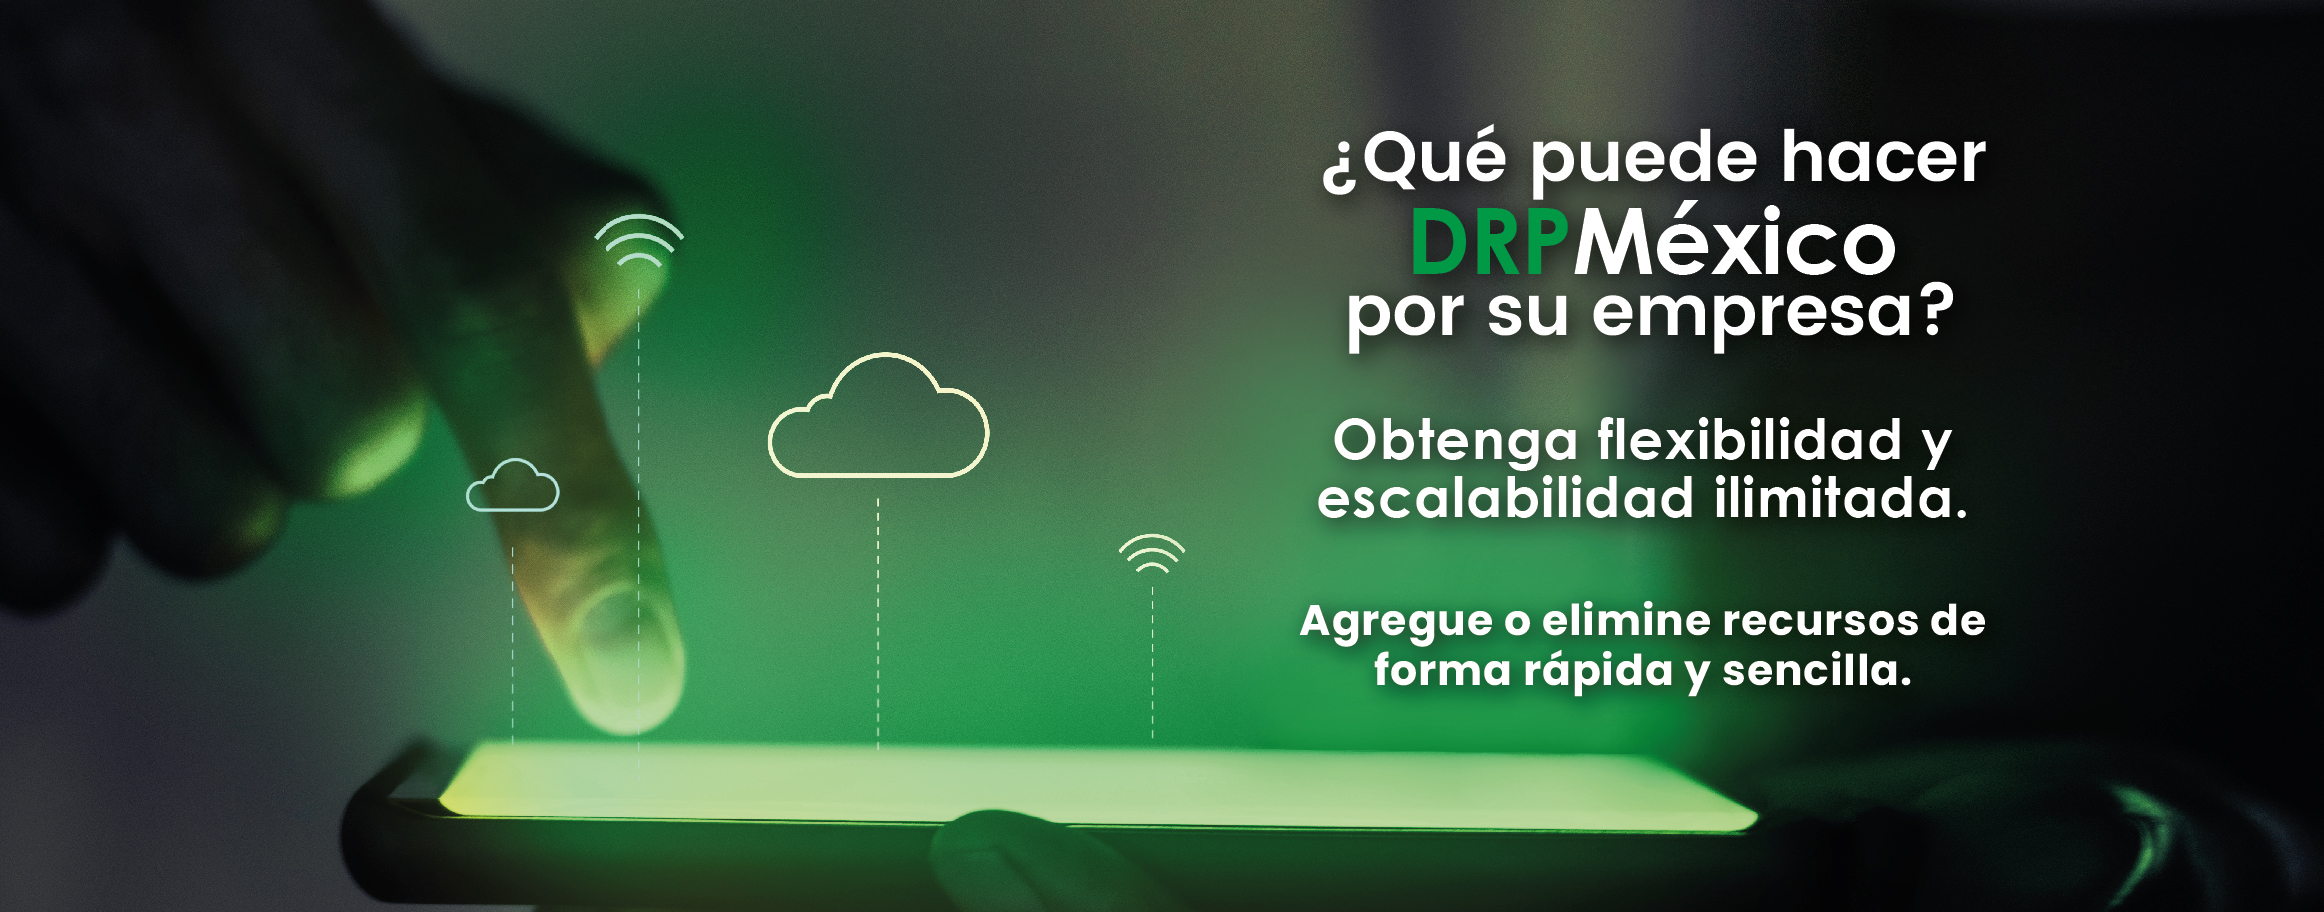 ¿Qué puede hacer
DRPMéxico
por su empresa?
Obtenga flexibilidad y
escalabilidad ilimitada.
Agregue o elimine recursos de
forma rápida y sencilla.